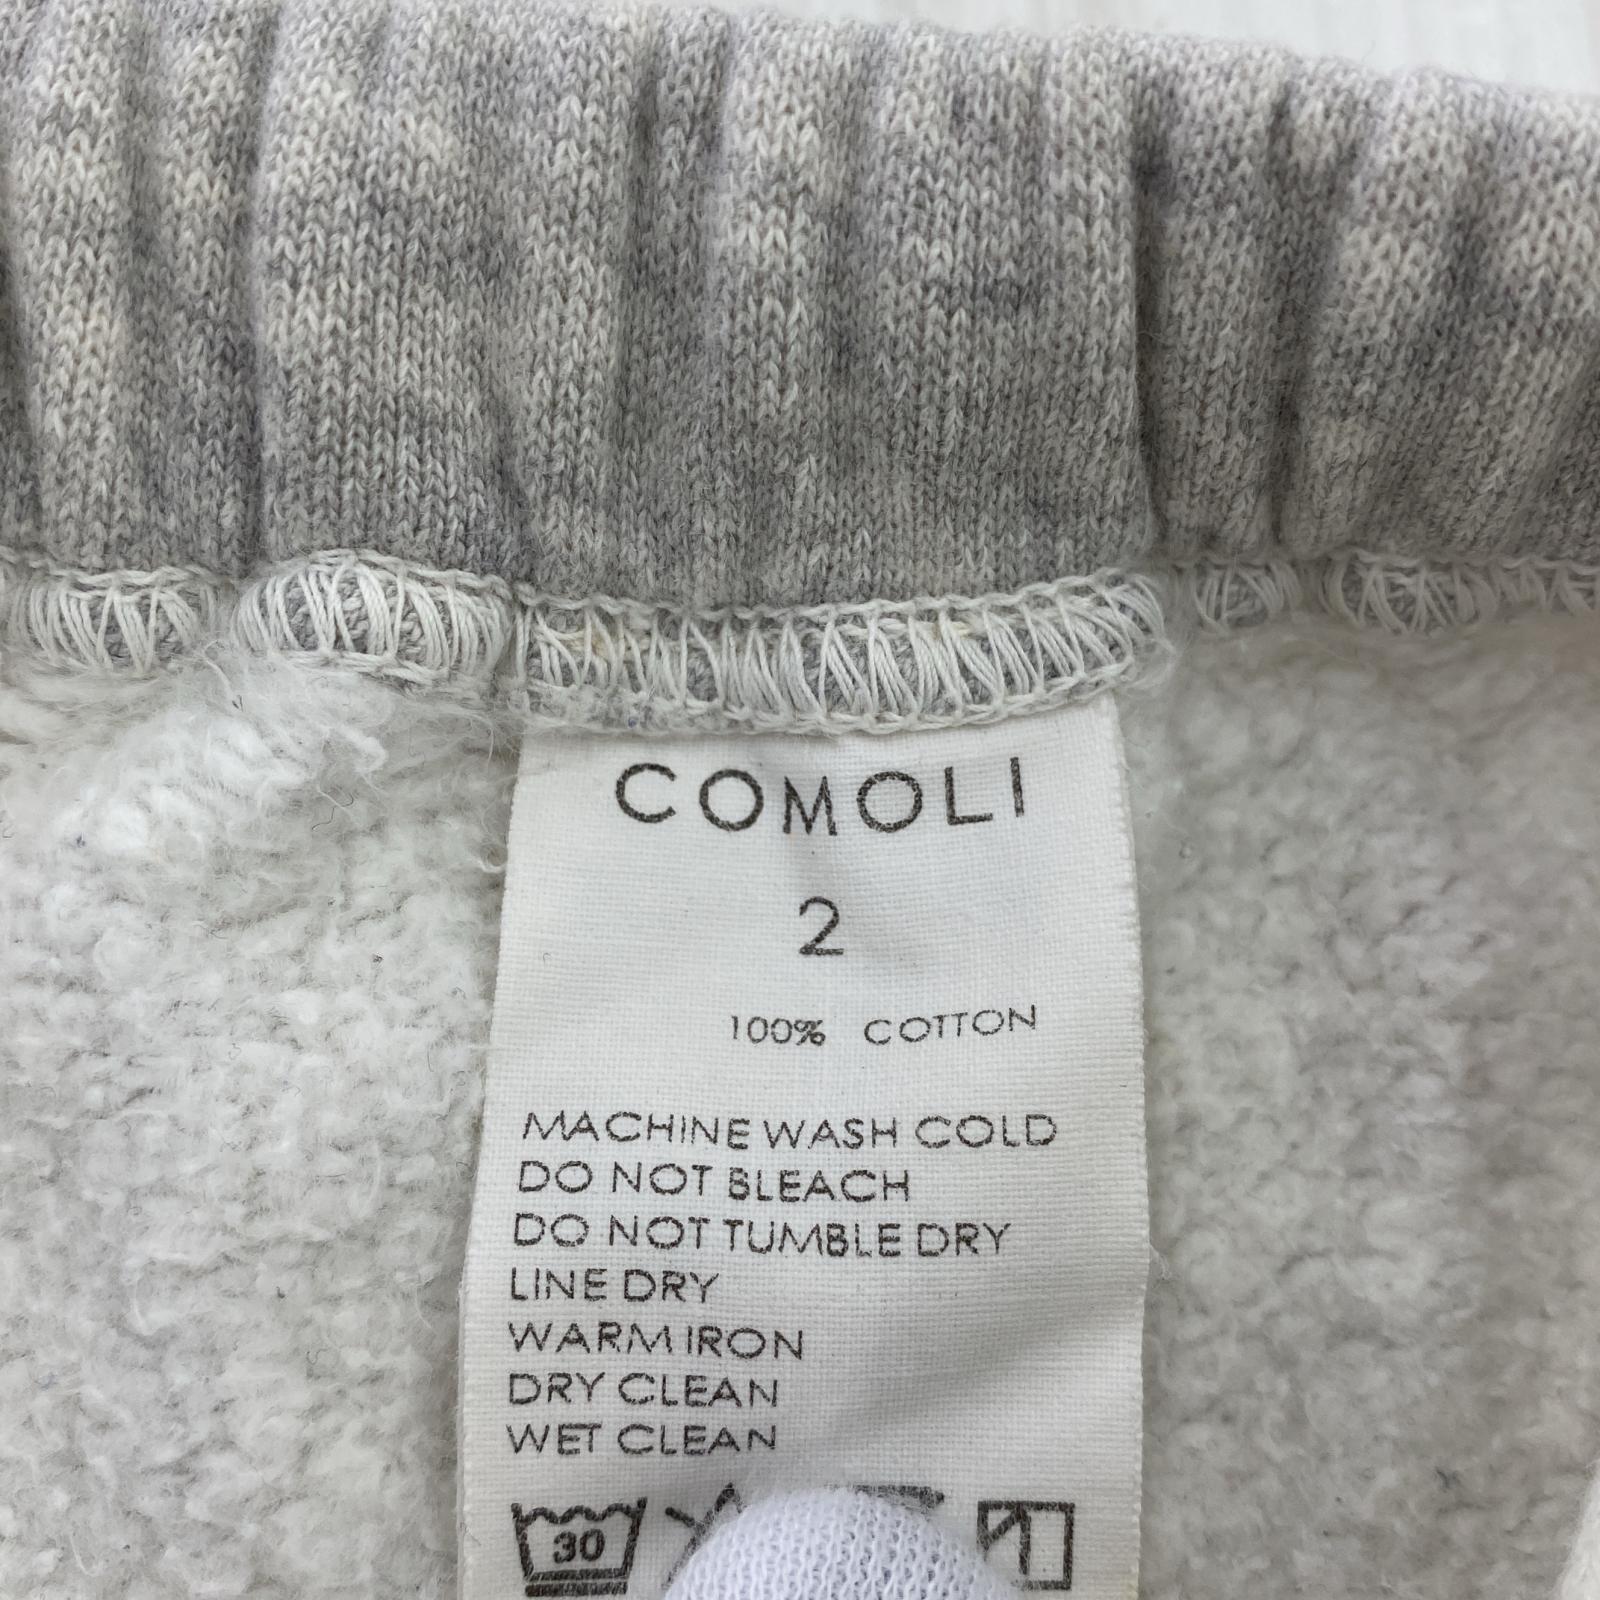 COMOLI
2
100% COTTON
MACHINE WASH COLD
DO NOT BLEACH
DO NOT TUMBLE DRY
LINE DRY
WARM IRON
DRY CLEAN
WET CLEAN
30